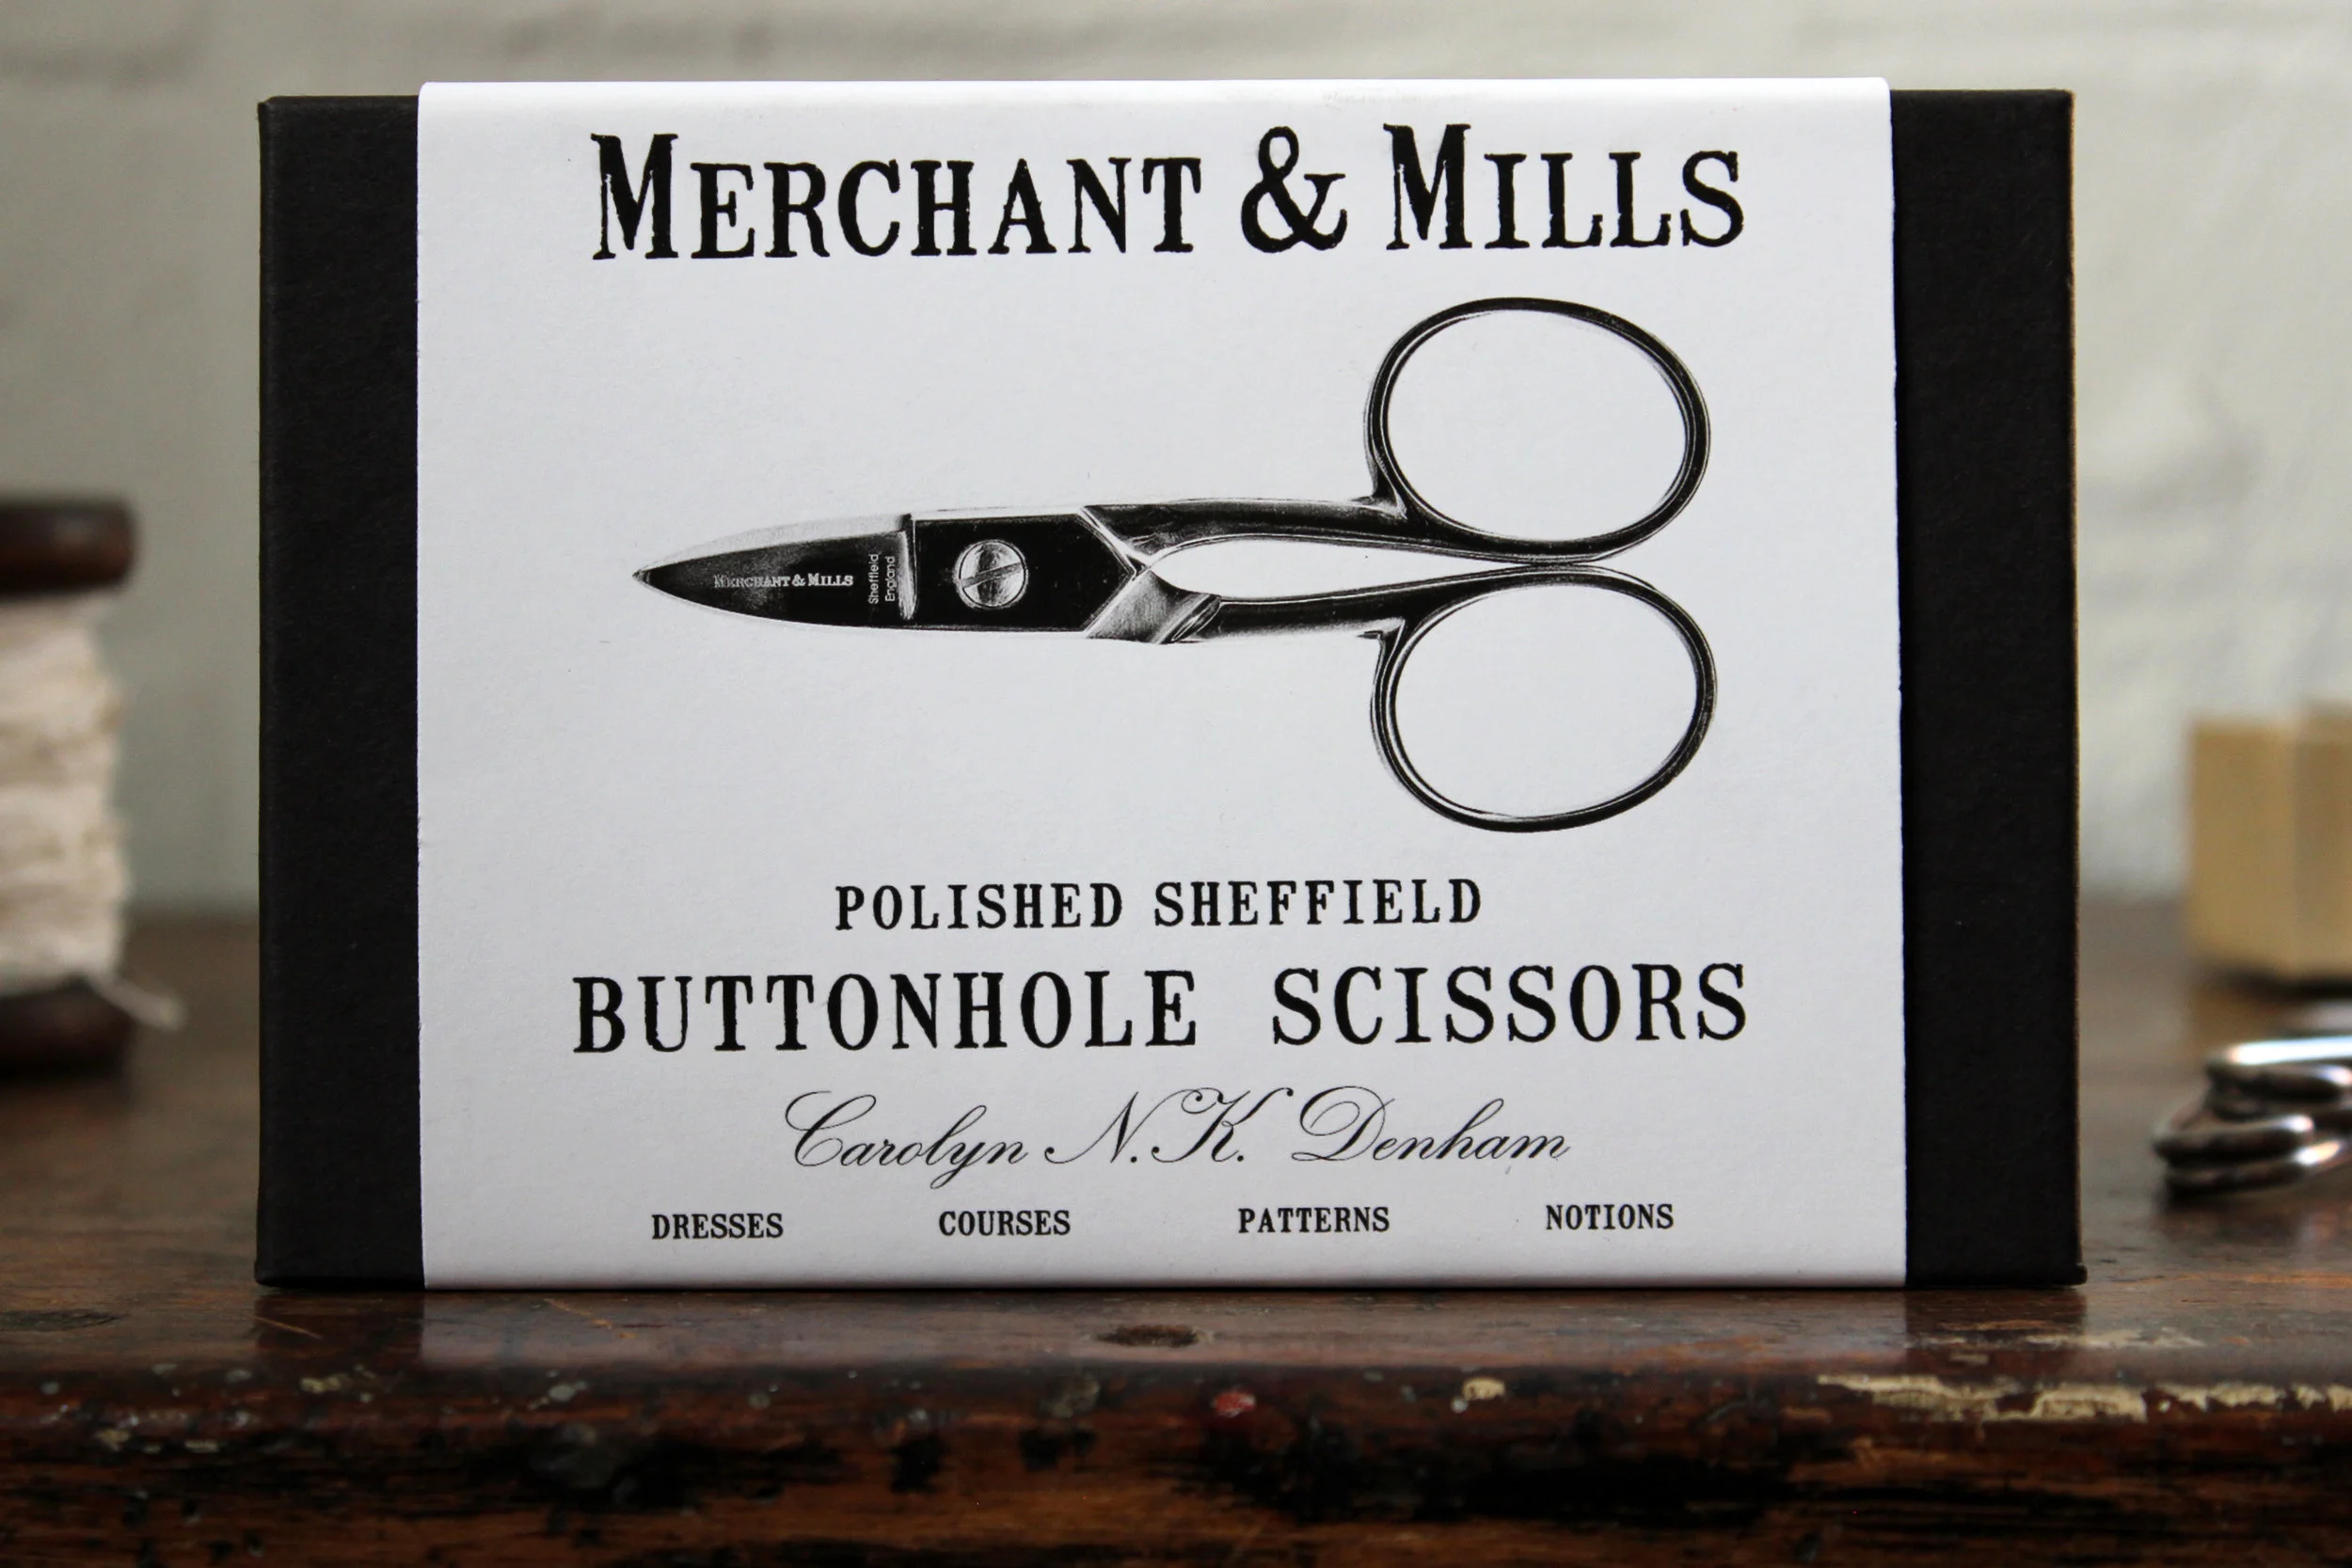 MERCHANT & MILLS
MERCHANT & MILLS
Sheffield
England
POLISHED SHEFFIELD
BUTTONHOLE SCISSORS
Carolyn N.K. Denham
DRESSES COURSES PATTERNS NOTIONS